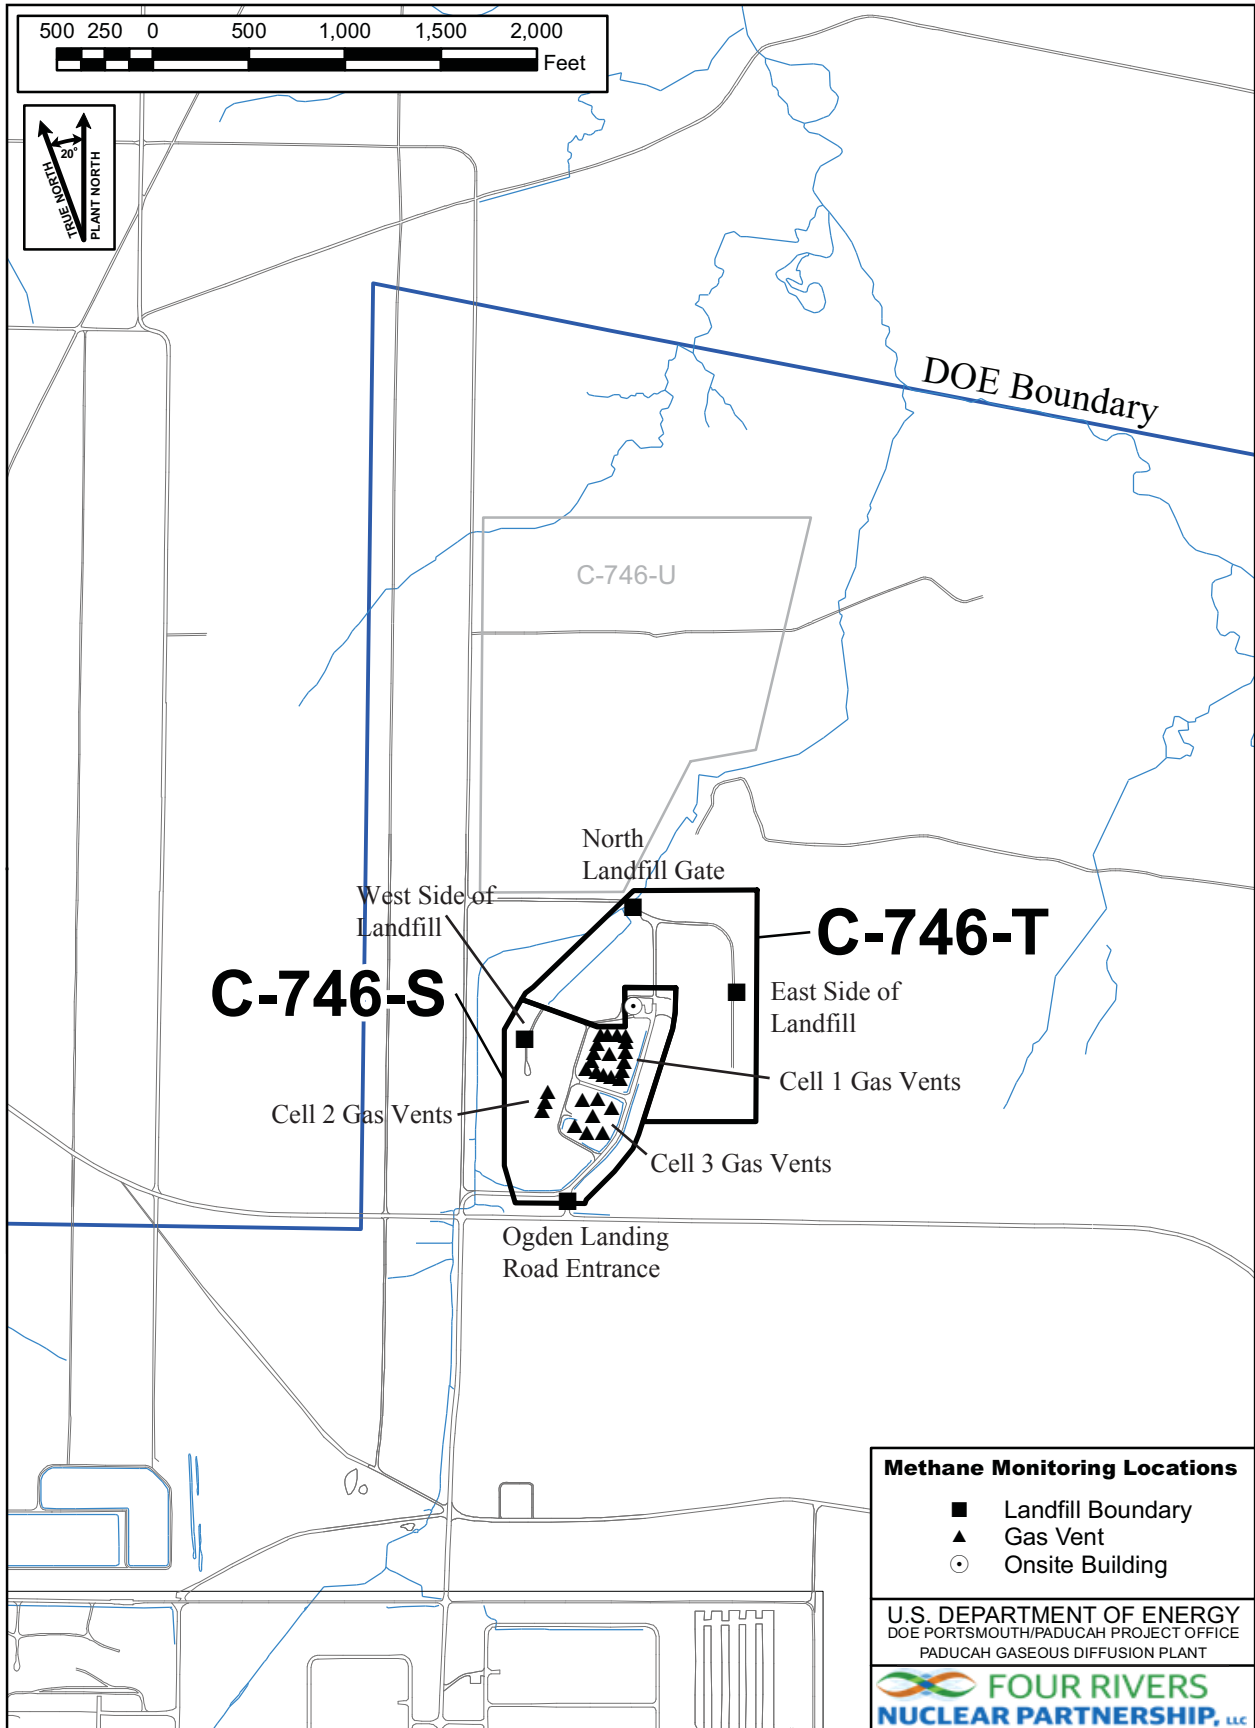 500 250 0 500 1,000 1,500 2,000
Feet
20°
TRUE NORTH
PLANT NORTH
DOE Boundary
C-746-U
North
Landfill Gate
West Side of
Landfill
C-746-T
C-746-S
East Side of
Landfill
Cell 1 Gas Vents
Cell 2 Gas Vents
Cell 3 Gas Vents
Ogden Landing
Road Entrance
Methane Monitoring Locations
Landfill Boundary
Gas Vent
Onsite Building
U.S. DEPARTMENT OF ENERGY
DOE PORTSMOUTH/PADUCAH PROJECT OFFICE
PADUCAH GASEOUS DIFFUSION PLANT
FOUR RIVERS
NUCLEAR PARTNERSHIP, LLC